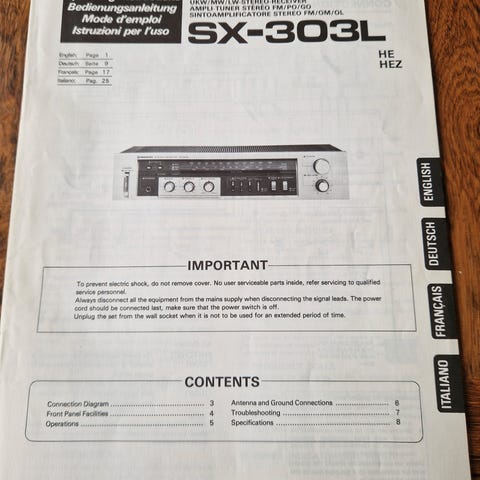 Bedienungsanleitung
Mode d'emploi
Istruzioni per l'uso
UKW/MW/LW-STEREO-RECEIVER
AMPLI-TUNER STÉRÉO FM/PO/GO
SINTOAMPLIFICATORE STEREO FM/OM/OL
SX-303L
HE
HEZ
English: Page 1
Deutsch: Seite 9
Français: Page 17
Italiano: Pag. 25
ENGLISH
DEUTSCH
FRANÇAIS
ITALIANO
IMPORTANT
To prevent electric shock, do not remove cover. No user serviceable parts inside, refer servicing to qualified
service personnel.
Always disconnect all the equipment from the mains supply when disconnecting the signal leads. The power
cord should be connected last, make sure that the power switch is off.
Unplug the set from the wall socket when it is not to be used for an extended period of time.
CONTENTS
Connection Diagram 3
Front Panel Facilities 4
Operations 5
Antenna and Ground Connections 6
Troubleshooting 7
Specifications 8